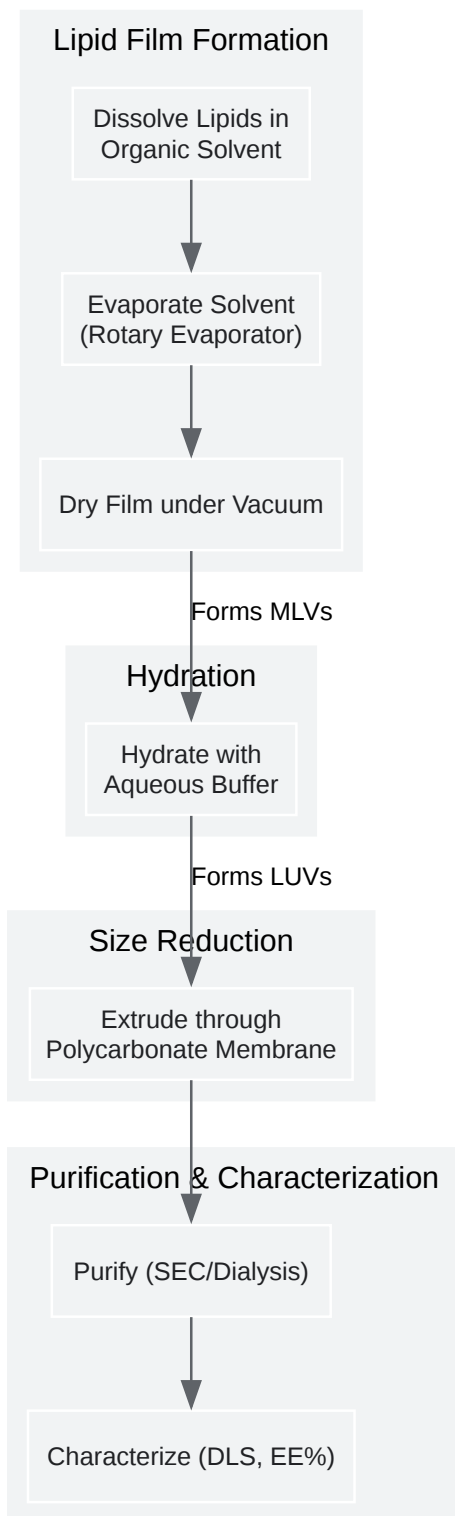 Lipid Film Formation
Dissolve Lipids in
Organic Solvent
Evaporate Solvent
(Rotary Evaporator)
Dry Film under Vacuum
Forms MLVs
Hydration
Hydrate with
Aqueous Buffer
Forms LUVs
Size Reduction
Extrude through
Polycarbonate Membrane
Purification & Characterization
Purify (SEC/Dialysis)
Characterize (DLS, EE%)